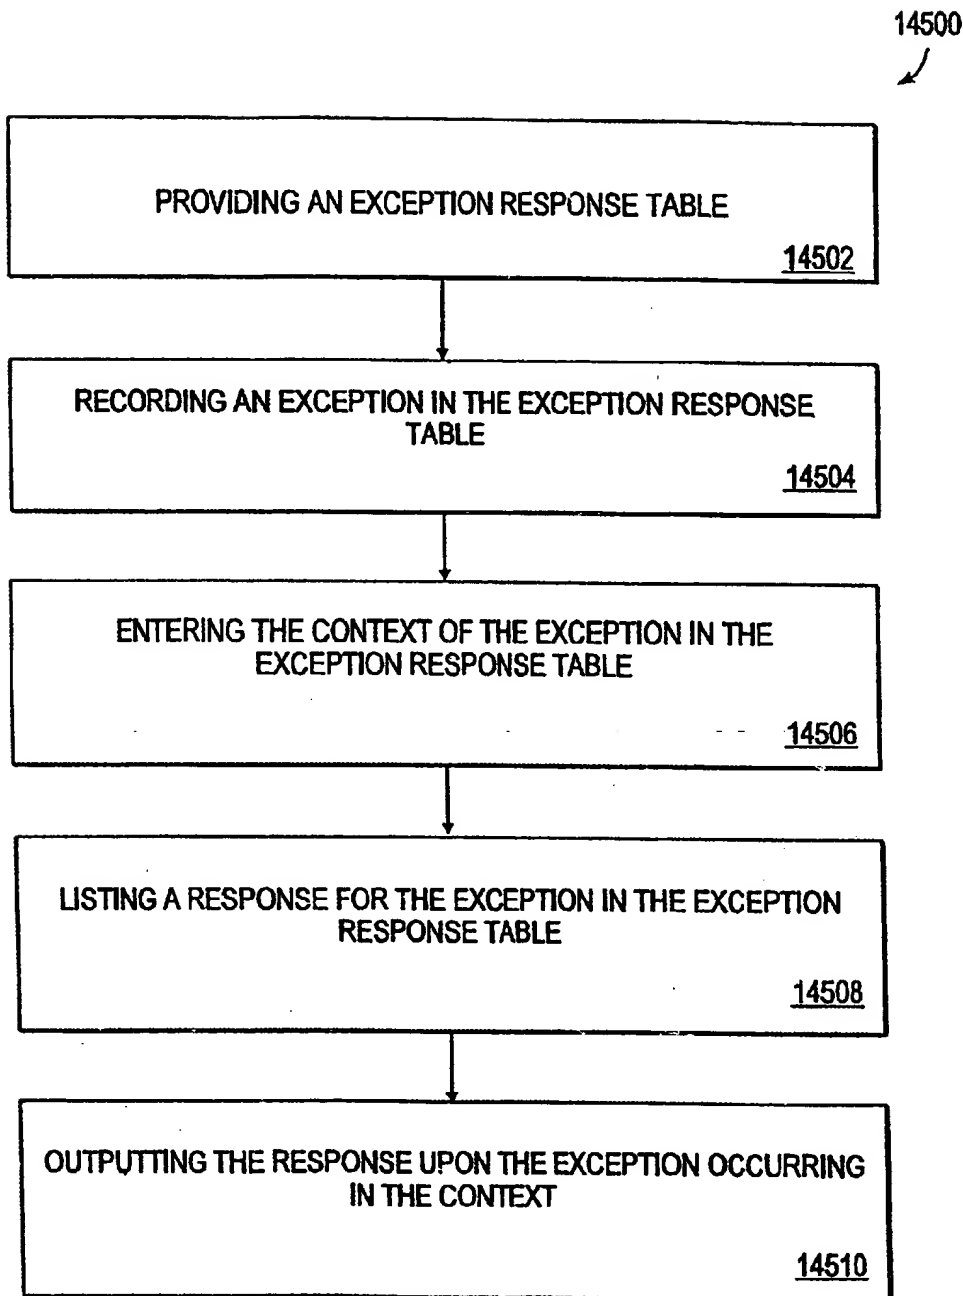 14500
PROVIDING AN EXCEPTION RESPONSE TABLE
14502
RECORDING AN EXCEPTION IN THE EXCEPTION RESPONSE
TABLE
14504
ENTERING THE CONTEXT OF THE EXCEPTION IN THE
EXCEPTION RESPONSE TABLE
14506
LISTING A RESPONSE FOR THE EXCEPTION IN THE EXCEPTION
RESPONSE TABLE
14508
OUTPUTTING THE RESPONSE UPON THE EXCEPTION OCCURRING
IN THE CONTEXT
14510